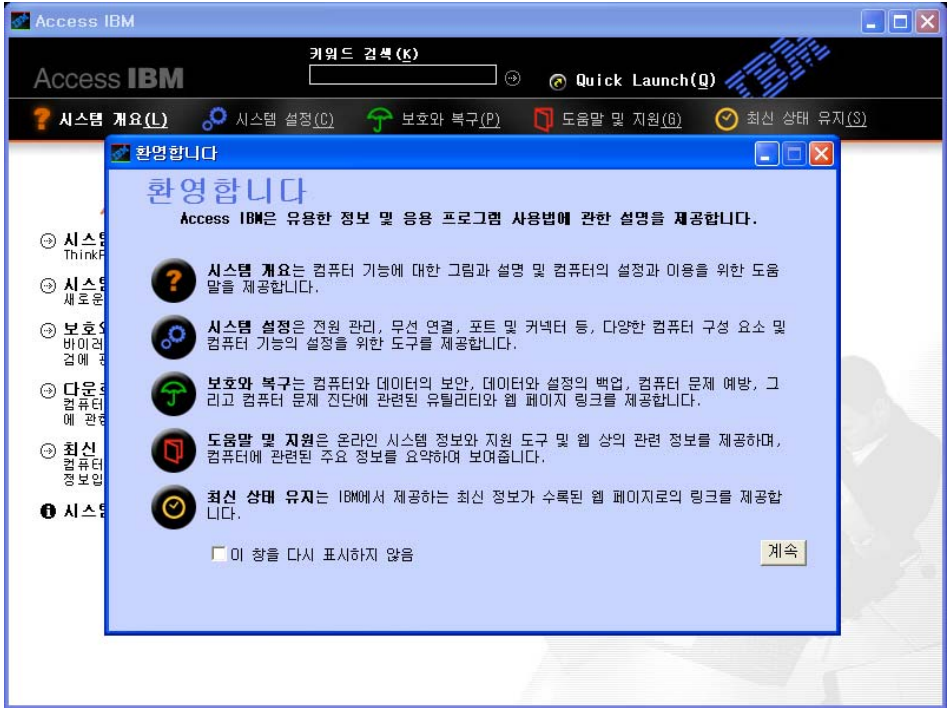 Access IBM
키워드 검색(K)
Access IBM
Quick Launch(Q)
IBM
시스템 개요(L)
시스템 설정(C)
보호와 복구(P)
도움말 및 지원(G)
최신 상태 유지(S)
환영합니다
환영합니다
Access IBM은 유용한 정보 및 응용 프로그램 사용법에 관한 설명을 제공합니다.
시스템 개요는 컴퓨터 기능에 대한 그림과 설명 및 컴퓨터의 설정과 이용을 위한 도움
말을 제공합니다.
시스템 설정은 전원 관리, 무선 연결, 포트 및 커넥터 등, 다양한 컴퓨터 구성 요소 및
컴퓨터 기능의 설정을 위한 도구를 제공합니다.
보호와 복구는 컴퓨터와 데이터의 보안, 데이터와 설정의 백업, 컴퓨터 문제 예방, 그
리고 컴퓨터 문제 진단에 관련된 유틸리티와 웹 페이지 링크를 제공합니다.
도움말 및 지원은 온라인 시스템 정보와 지원 도구 및 웹 상의 관련 정보를 제공하며,
컴퓨터에 관련된 주요 정보를 요약하여 보여줍니다.
최신 상태 유지는 IBM에서 제공하는 최신 정보가 수록된 웹 페이지로의 링크를 제공합
니다.
이 창을 다시 표시하지 않음
계속
새로운
컴퓨터
에
최신
컴퓨터